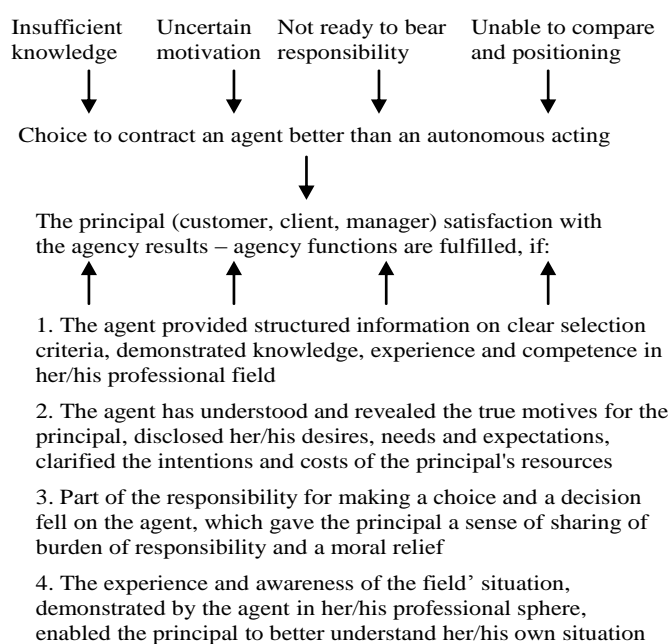 Insufficient knowledge
Uncertain motivation
Not ready to bear responsibility
Unable to compare and positioning
Choice to contract an agent better than an autonomous acting
The principal (customer, client, manager) satisfaction with
the agency results – agency functions are fulfilled, if:
1. The agent provided structured information on clear selection
criteria, demonstrated knowledge, experience and competence in
her/his professional field
2. The agent has understood and revealed the true motives for the
principal, disclosed her/his desires, needs and expectations,
clarified the intentions and costs of the principal's resources
3. Part of the responsibility for making a choice and a decision
fell on the agent, which gave the principal a sense of sharing of
burden of responsibility and a moral relief
4. The experience and awareness of the field’ situation,
demonstrated by the agent in her/his professional sphere,
enabled the principal to better understand her/his own situation